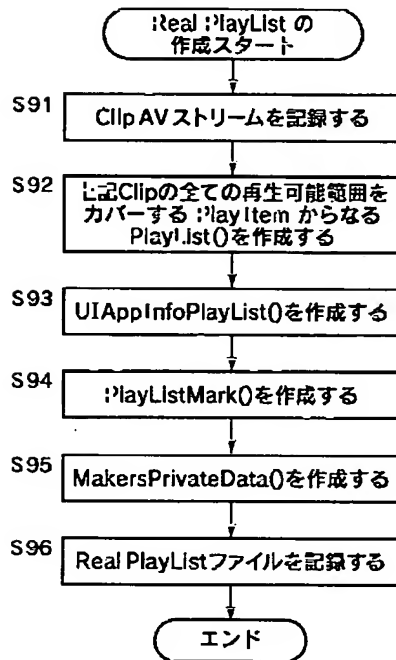 Real PlayList の
作成スタート
S91
Clip AV ストリームを記録する
S92
上記Clipの全ての再生可能範囲を
カバーする PlayItem からなる
PlayList()を作成する
S93
UIAppInfoPlayList()を作成する
S94
PlayListMark()を作成する
S95
MakersPrivateData()を作成する
S96
Real PlayListファイルを記録する
エンド